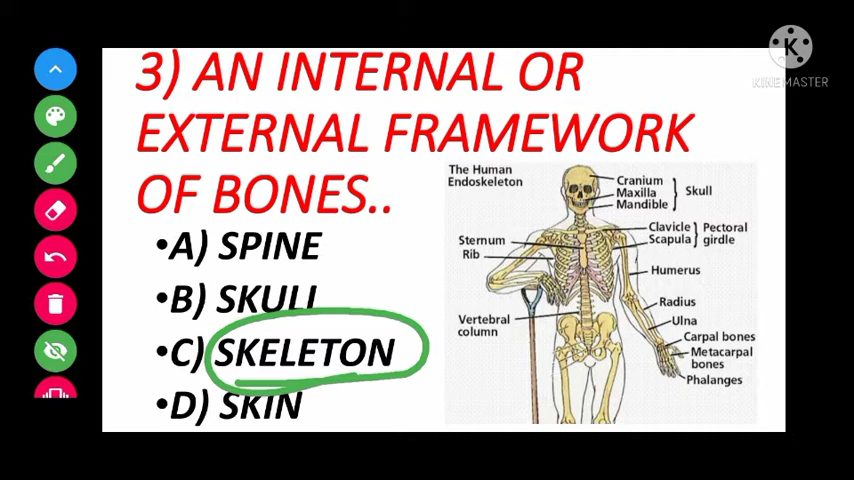 3) AN INTERNAL OR
EXTERNAL FRAMEWORK
OF BONES..
•A) SPINE
•B) SKULL
•C) SKELETON
•D) SKIN
The Human
Endoskeleton
Cranium
Maxilla
Mandible
Skull
Clavicle
Scapula
Pectoral
girdle
Sternum
Rib
Humerus
Radius
Vertebral
column
Ulna
Carpal bones
Metacarpal
bones
Phalanges
K
KINEMASTER